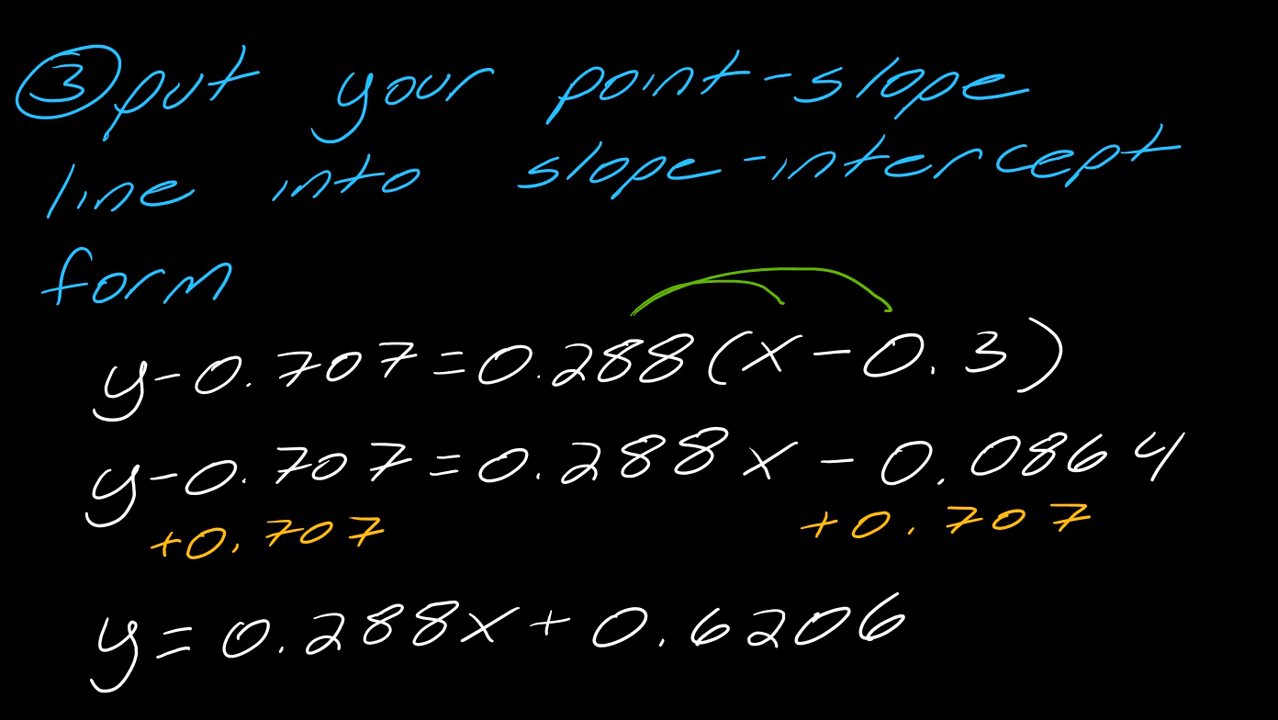 ③ put your point-slope
line into slope-intercept
form
y-0.707=0.288(x-0.3)
y-0.707=0.288x-0.0864
+0.707 +0.707
y=0.288x+0.6206